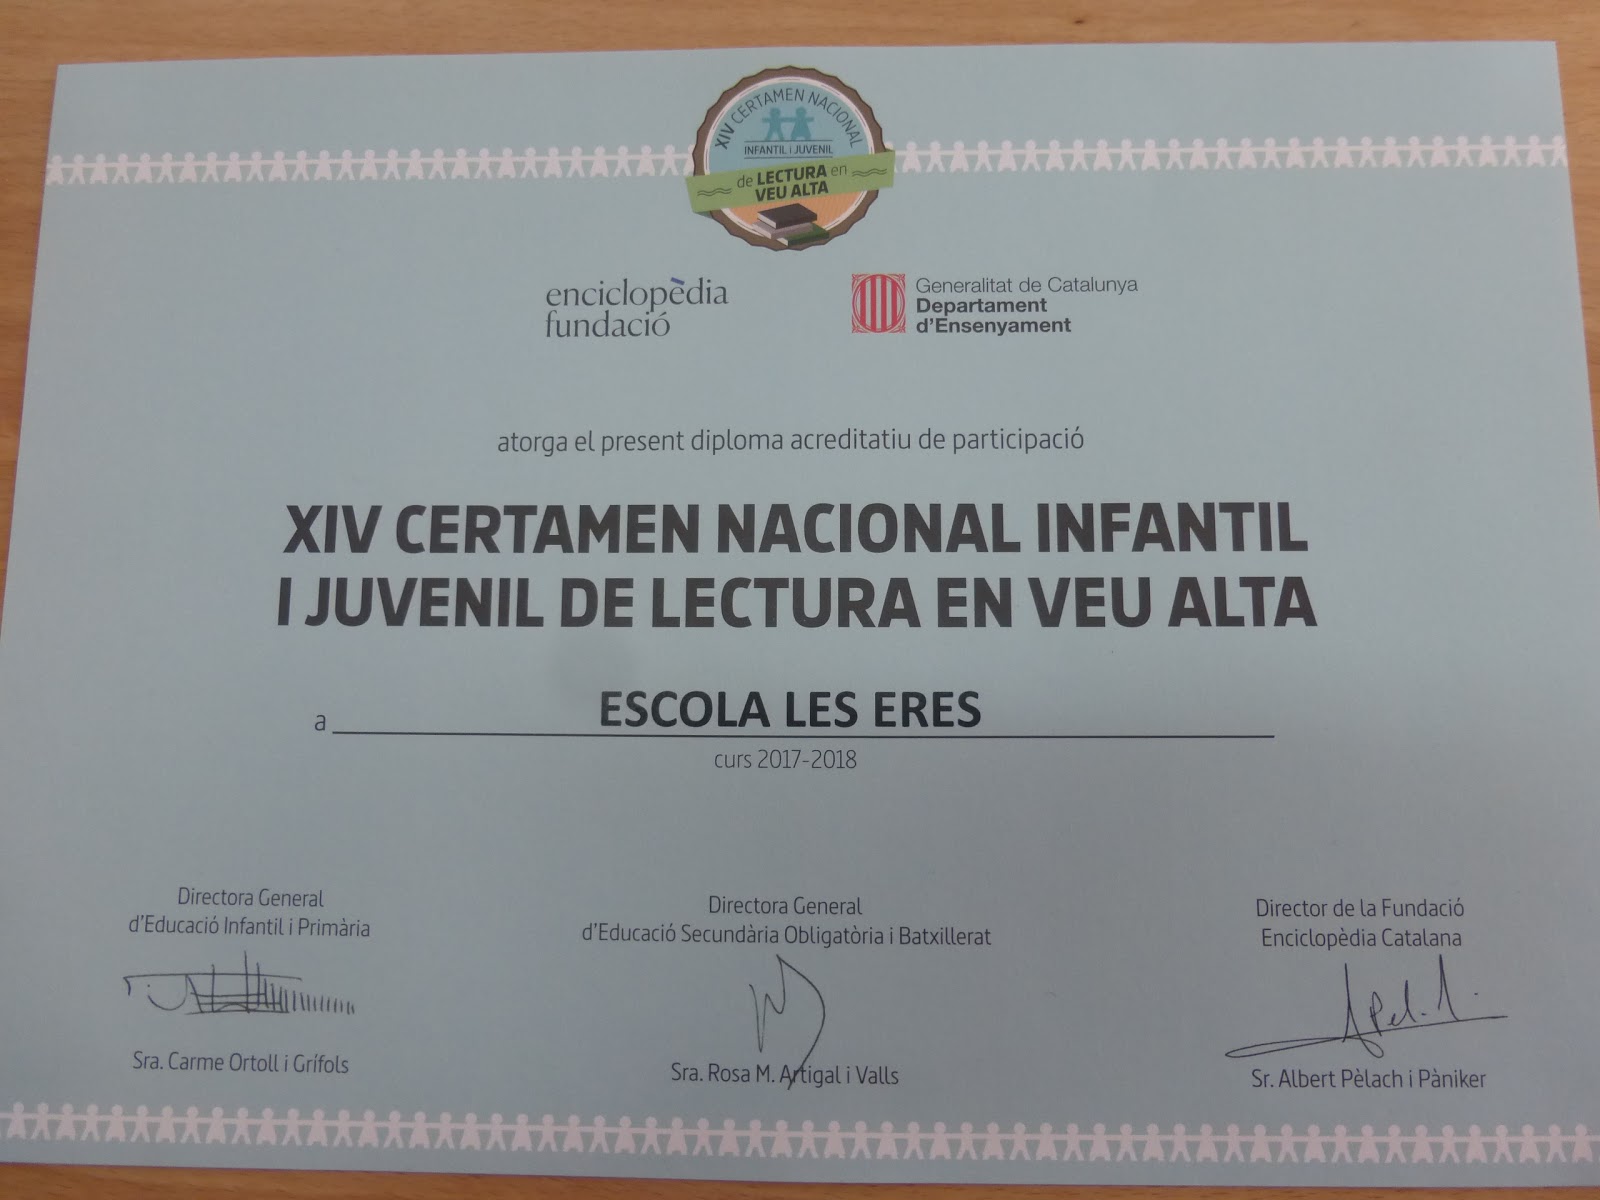 XIV CERTAMEN NACIONAL
INFANTIL i JUVENIL
de LECTURA en
VEU ALTA
enciclopèdia
fundació
Generalitat de Catalunya
Departament
d'Ensenyament
atorga el present diploma acreditatiu de participació
XIV CERTAMEN NACIONAL INFANTIL
I JUVENIL DE LECTURA EN VEU ALTA
a ESCOLA LES ERES
curs 2017-2018
Directora General
d'Educació Infantil i Primària
Sra. Carme Ortoll i Grífols
Directora General
d'Educació Secundària Obligatòria i Batxillerat
Sra. Rosa M. Artigal i Valls
Director de la Fundació
Enciclopèdia Catalana
Sr. Albert Pèlach i Pàniker